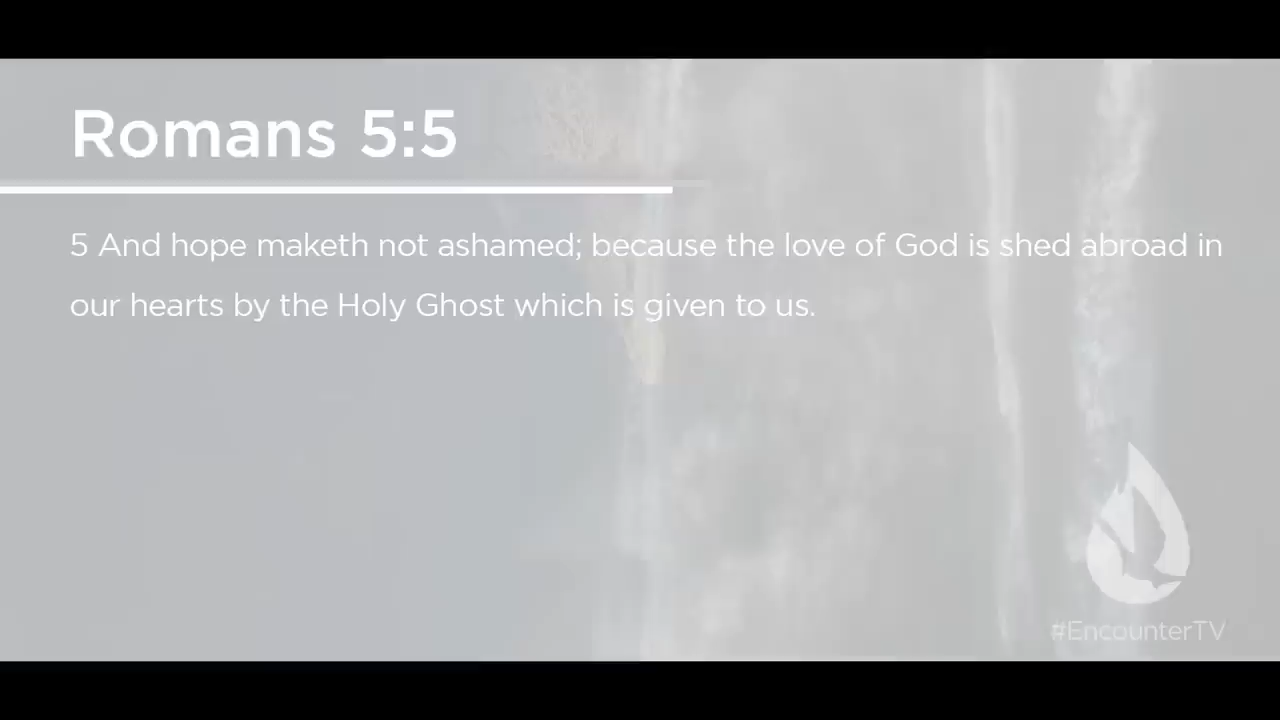 Romans 5:5
5 And hope maketh not ashamed; because the love of God is shed abroad in
our hearts by the Holy Ghost which is given to us.
#EncounterTV